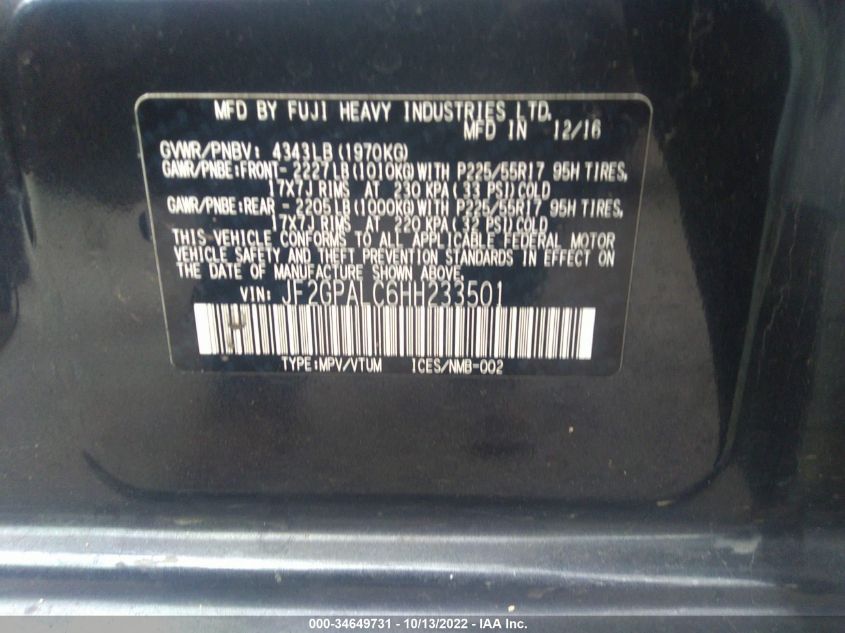 MFD BY FUJI HEAVY INDUSTRIES LTD.
MFD IN 12/16
GVWR/PNBV: 4343LB (1970KG)
GAWR/PNBE:FRONT- 2227LB(1010KG)WITH P225/55R17 95H TIRES,
17X7J RIMS AT 230 KPA( 33 PSI)COLD
GAWR/PNBE:REAR - 2205LB(1000KG)WITH P225/55R17 95H TIRES,
17X7J RIMS AT 220 KPA( 32 PSI)COLD
THIS VEHICLE CONFORMS TO ALL APPLICABLE FEDERAL MOTOR
VEHICLE SAFETY AND THEFT PREVENTION STANDARDS IN EFFECT ON
THE DATE OF MANUFACTURE SHOWN ABOVE.
VIN: JF2GPALC6HH233501
TYPE:MPV/VTUM ICES/NMB-002
000-34649731 - 10/13/2022 - IAA Inc.